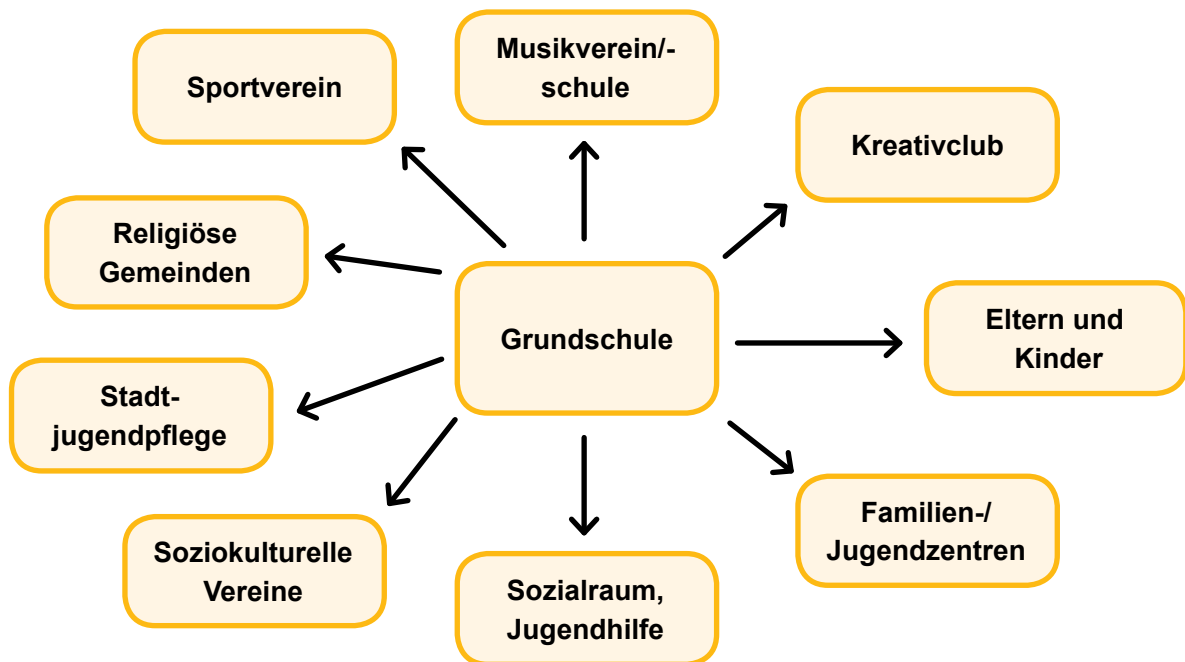 Musikverein/-
schule
Sportverein
Kreativclub
Religiöse
Gemeinden
Grundschule
Eltern und
Kinder
Stadt-
jugendpflege
Familien-/
Jugendzentren
Soziokulturelle
Vereine
Sozialraum,
Jugendhilfe